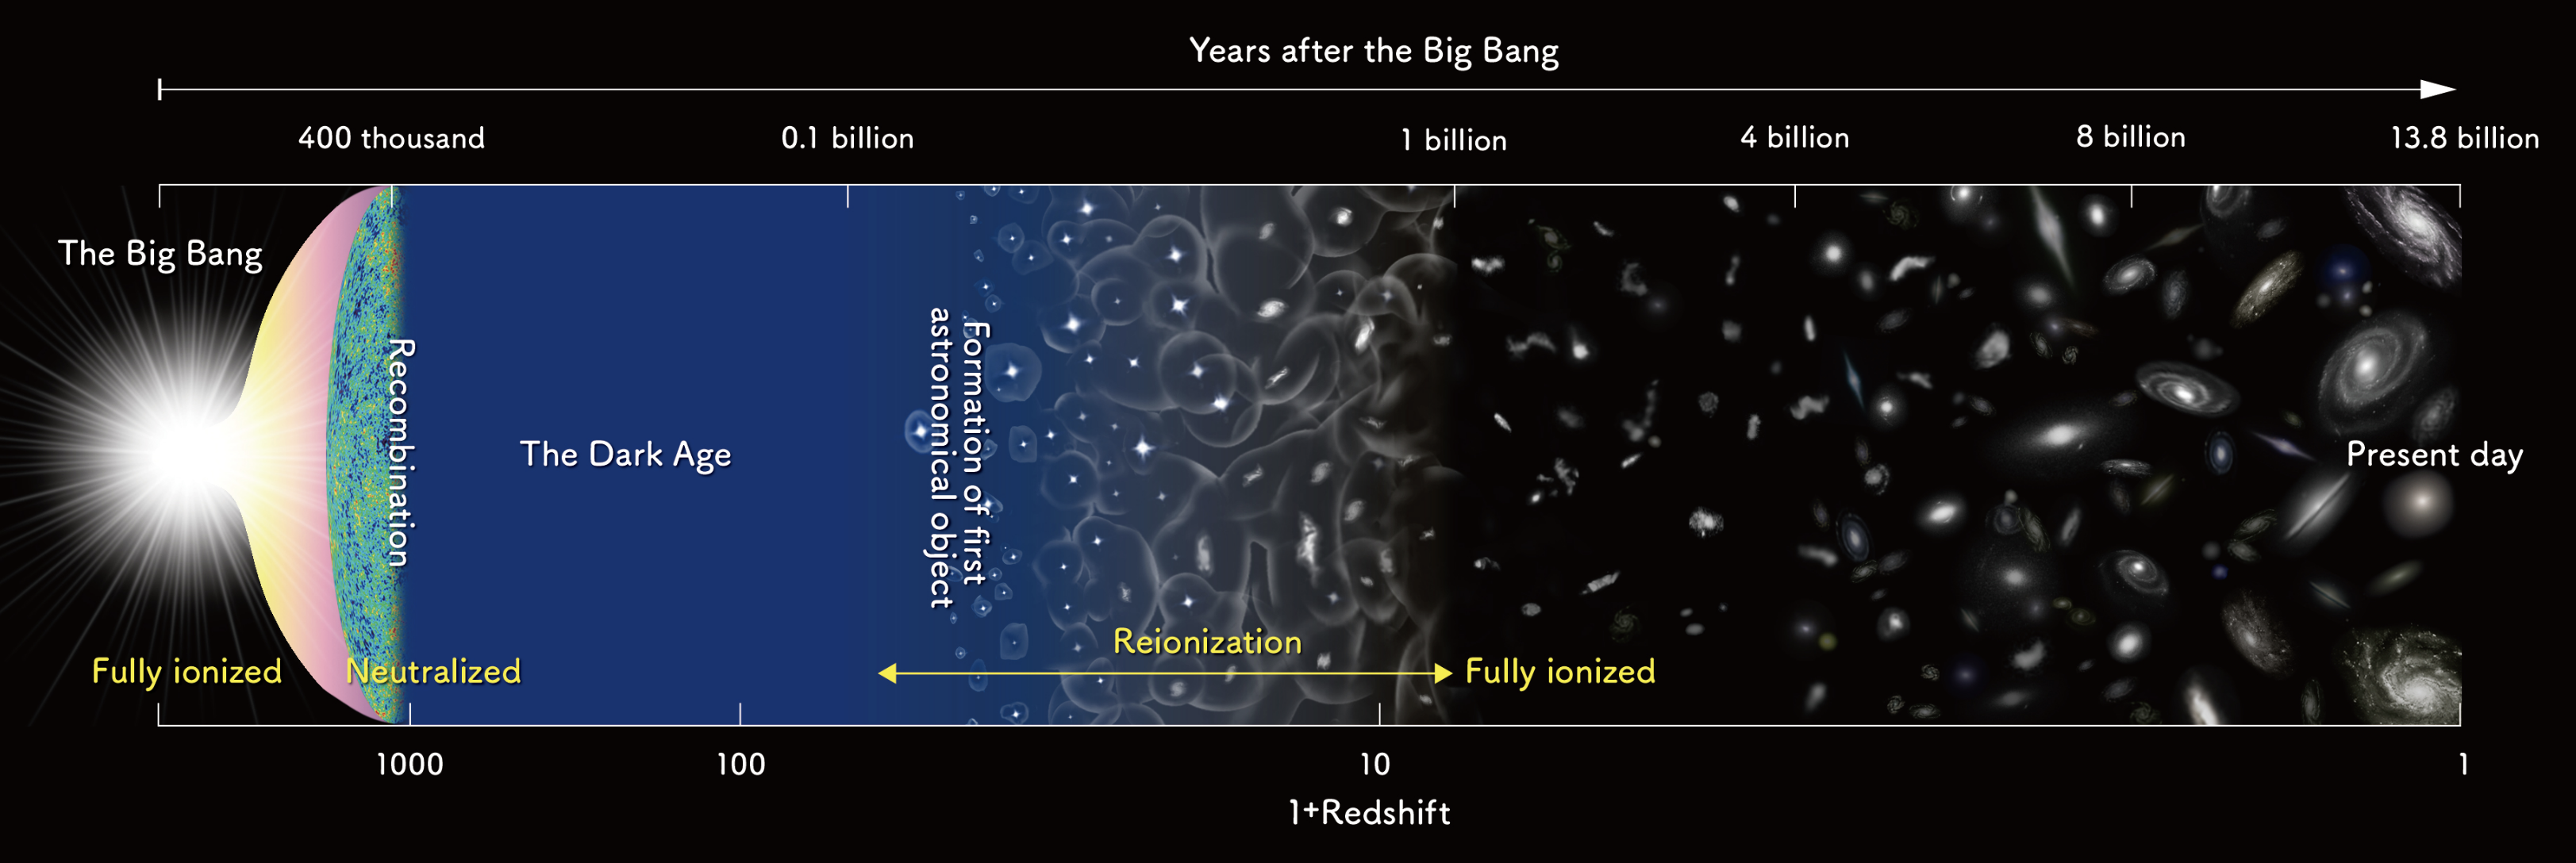 Years after the Big Bang
400 thousand
0.1 billion
1 billion
4 billion
8 billion
13.8 billion
The Big Bang
Recombination
The Dark Age
Formation of first
astronomical object
Present day
Fully ionized
Neutralized
Reionization
Fully ionized
1000
100
10
1
1+Redshift